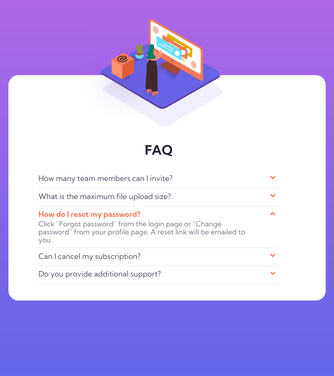 FAQ
How many team members can I invite?
What is the maximum file upload size?
How do I reset my password?
Click "Forgot password" from the login page or "Change
password" from your profile page. A reset link will be emailed to
you.
Can I cancel my subscription?
Do you provide additional support?